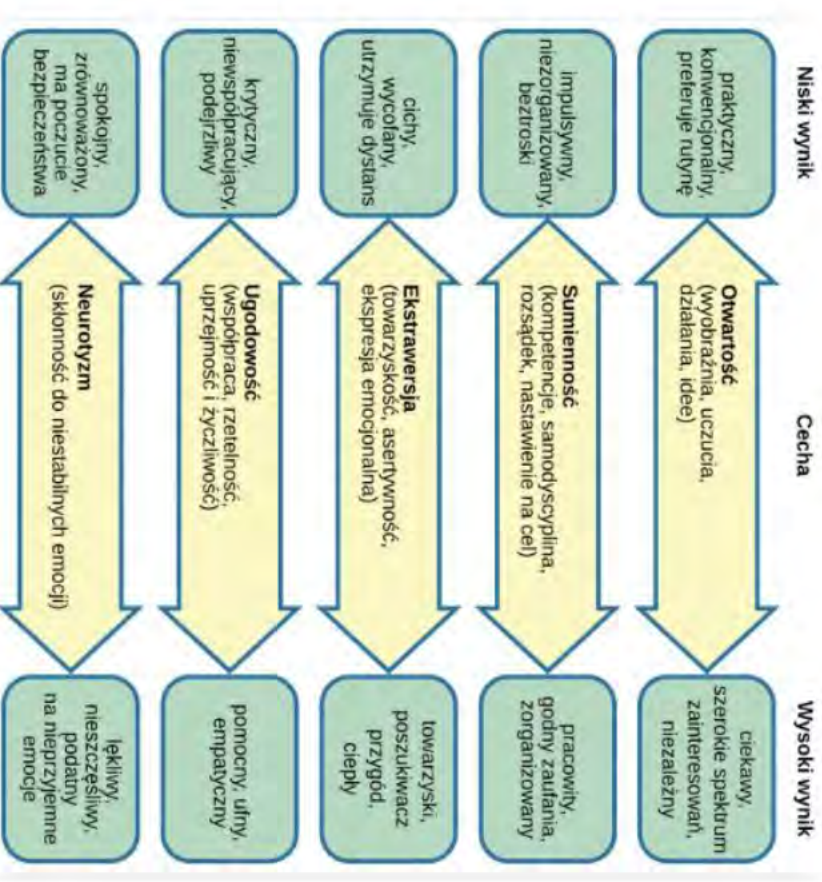 Niski wynik
Cecha
Wysoki wynik
praktyczny,
konwencjonalny,
preferuje rutynę
Otwartość
(wyobraźnia, uczucia,
działania, idee)
ciekawy,
szerokie spektrum
zainteresowań,
niezależny
impulsywny,
niezorganizowany,
beztroski
Sumienność
(kompetencje, samodyscyplina,
rozsądek, nastawienie na cel)
pracowity,
godny zaufania,
zorganizowany
cichy,
wycofany,
utrzymuje dystans
Ekstrawersja
(towarzyskość, asertywność,
ekspresja emocjonalna)
towarzyski,
poszukiwacz
przygód,
ciepły
krytyczny,
niewspółpracujący,
podejrzliwy
Ugodowość
(współpraca, rzetelność,
uprzejmość i życzliwość)
pomocny, ufny,
empatyczny
spokojny,
zrównoważony,
ma poczucie
bezpieczeństwa
Neurotyzm
(skłonność do niestabilnych emocji)
lękliwy,
nieszczęśliwy,
podatny
na nieprzyjemne
emocje